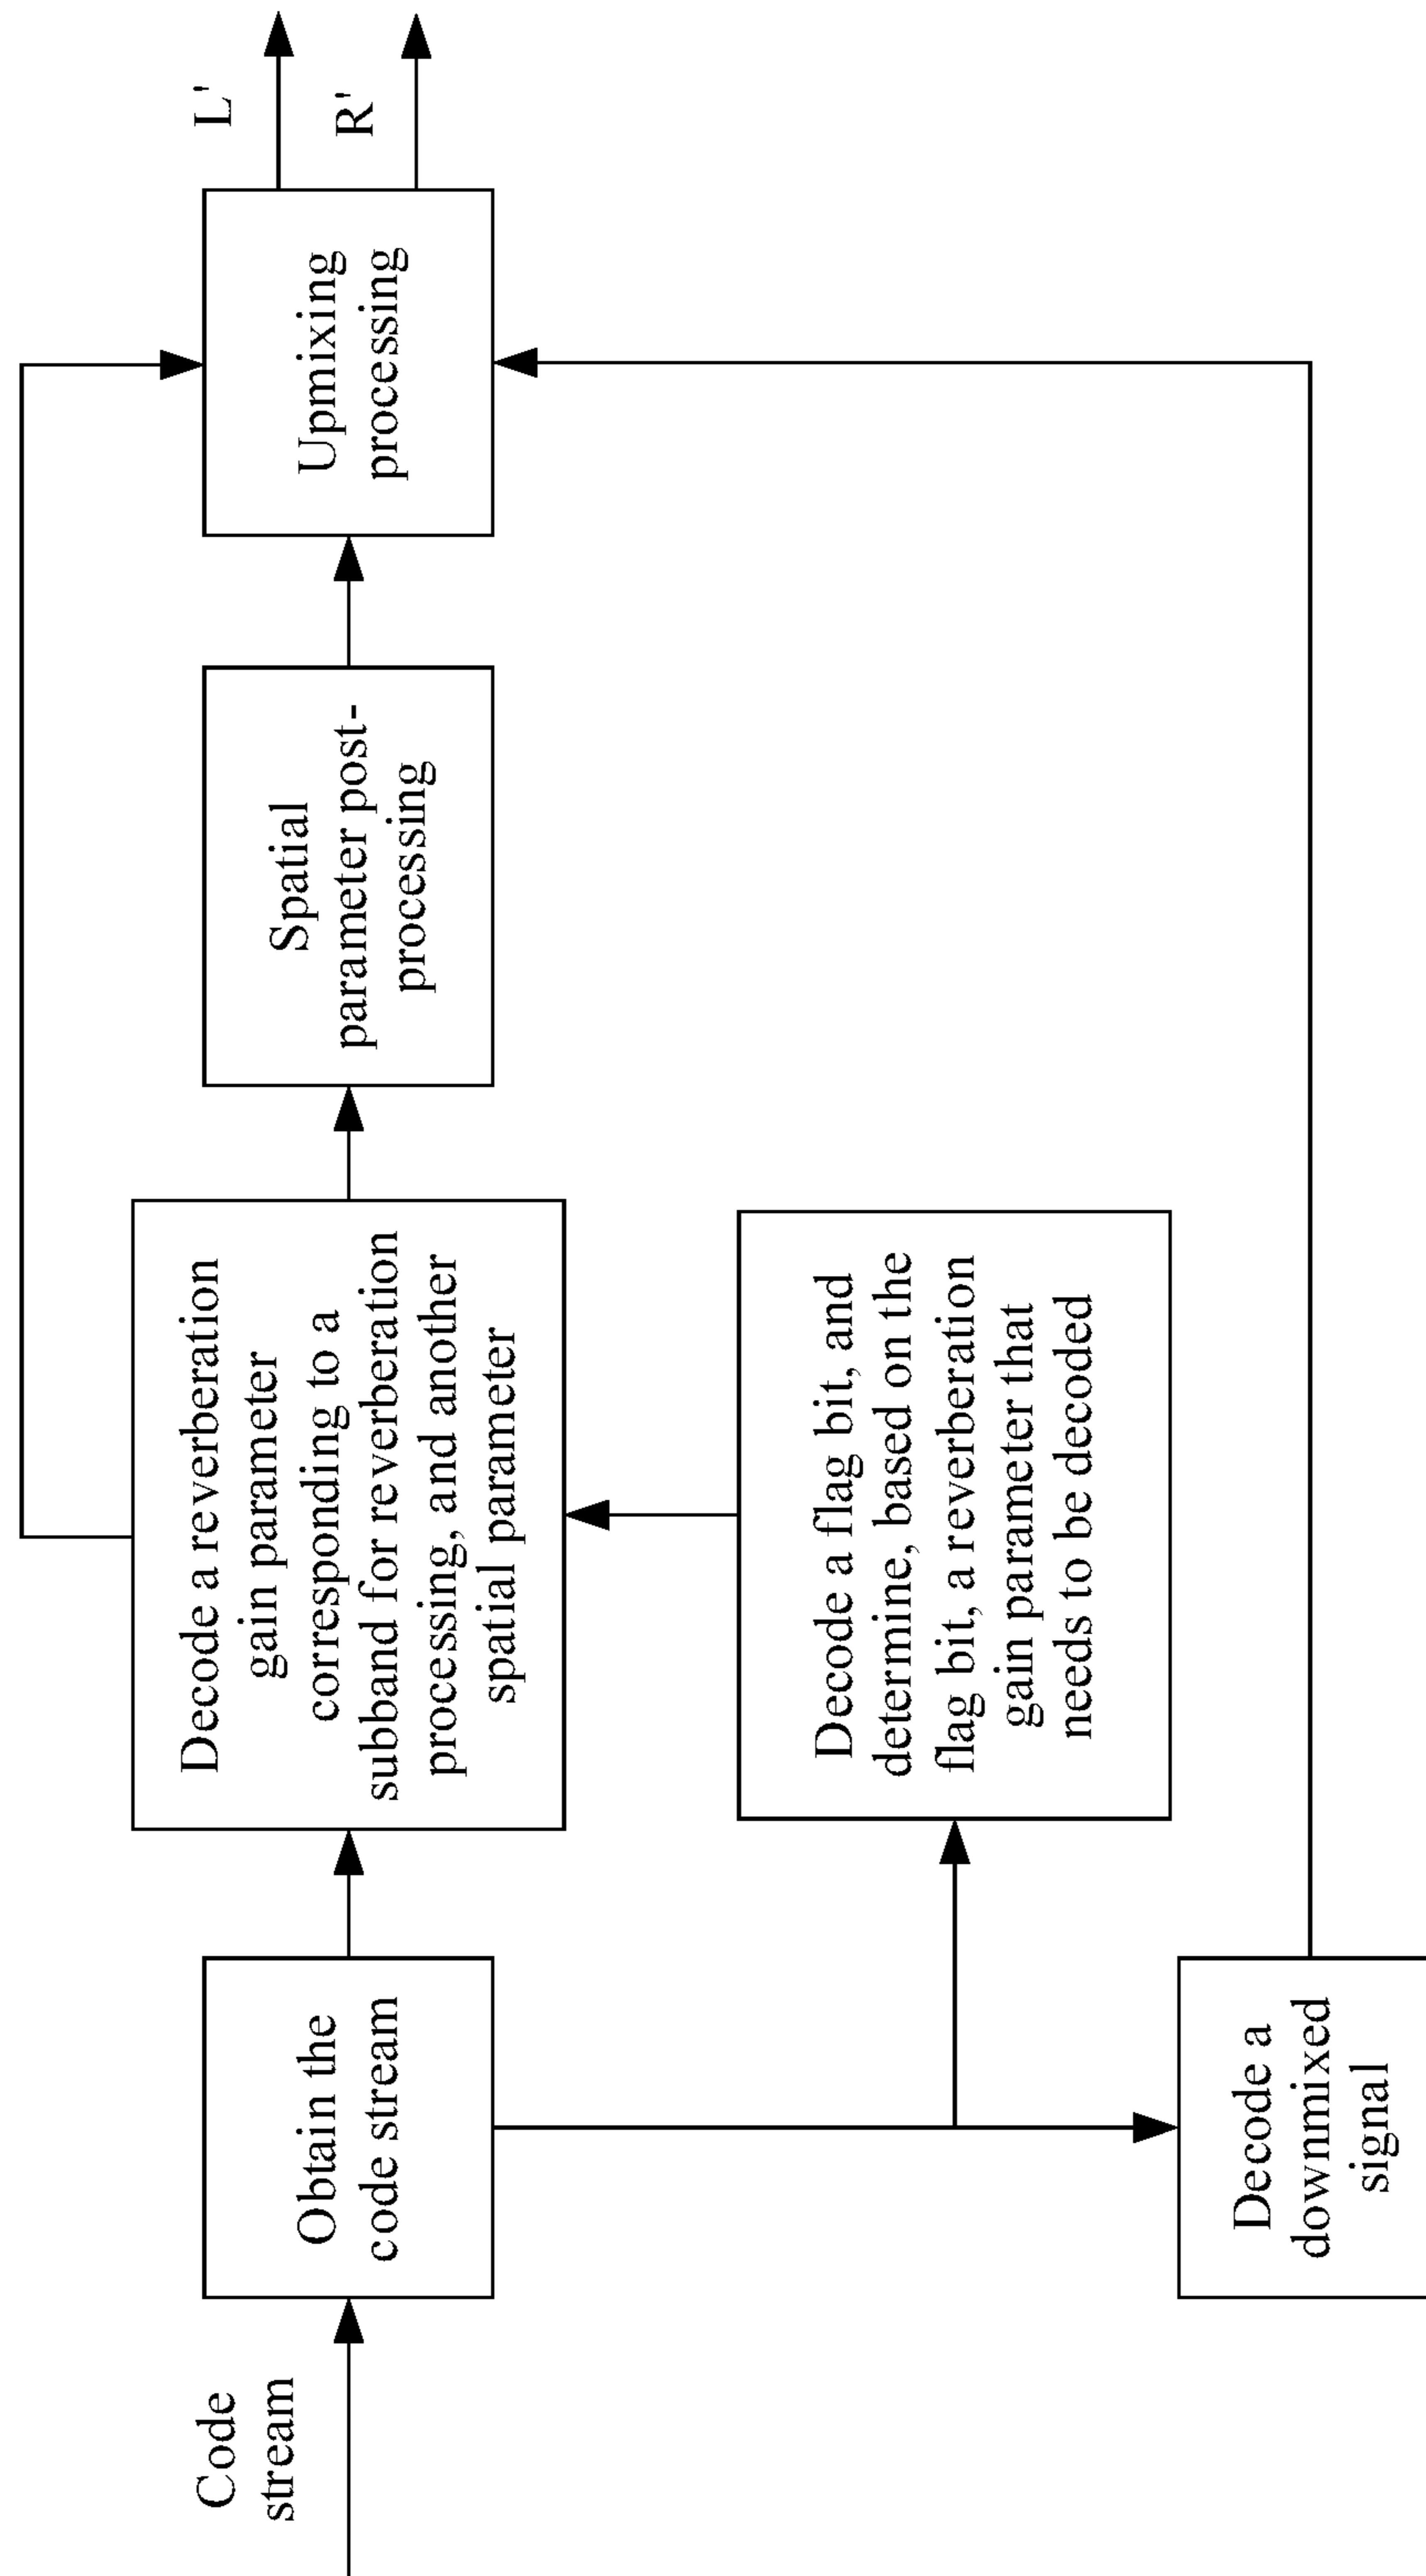 Code
stream
Obtain the
code stream
Decode a reverberation
gain parameter
corresponding to a
subband for reverberation
processing, and another
spatial parameter
Spatial
parameter post-
processing
Upmixing
processing
L'
R'
Decode a flag bit, and
determine, based on the
flag bit, a reverberation
gain parameter that
needs to be decoded
Decode a
downmixed
signal